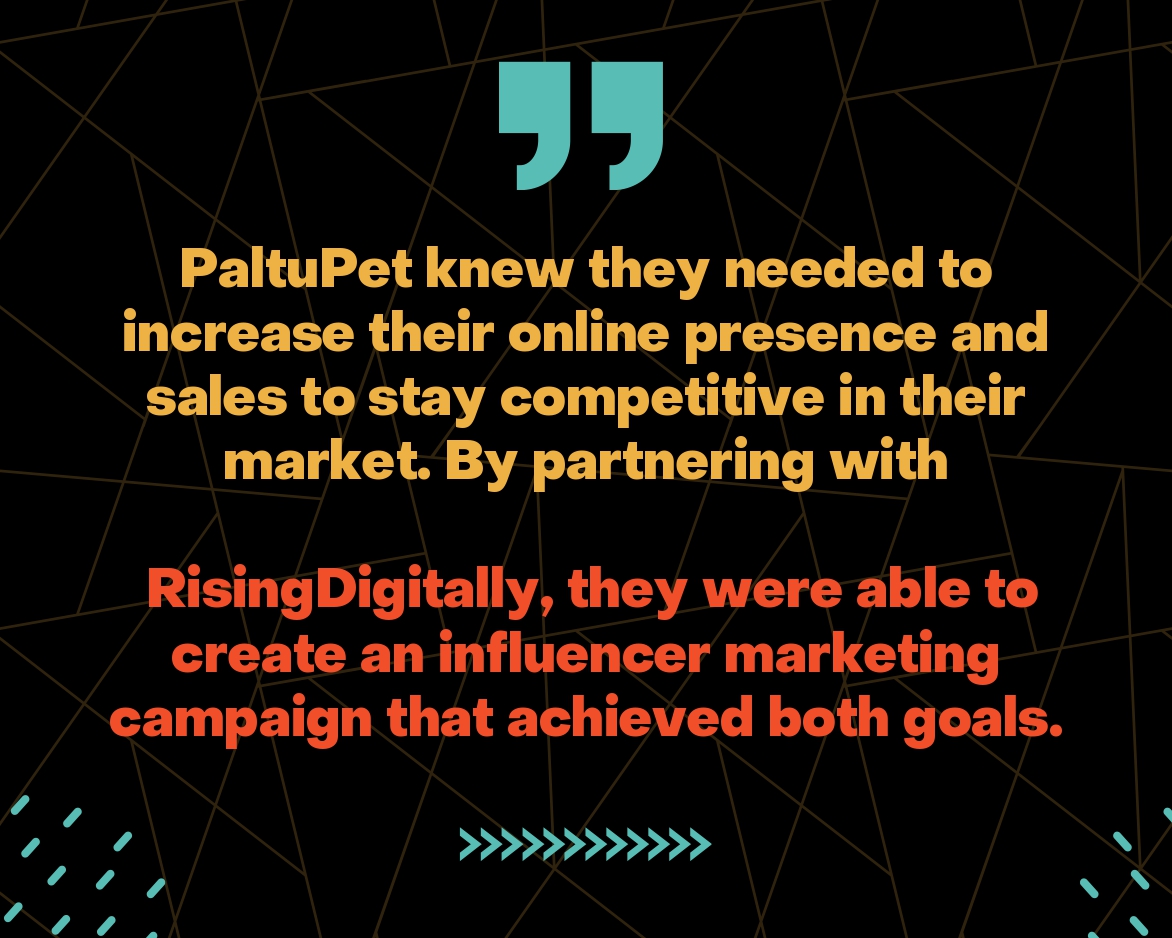 ”
PaltuPet knew they needed to
increase their online presence and
sales to stay competitive in their
market. By partnering with
RisingDigitally, they were able to
create an influencer marketing
campaign that achieved both goals.